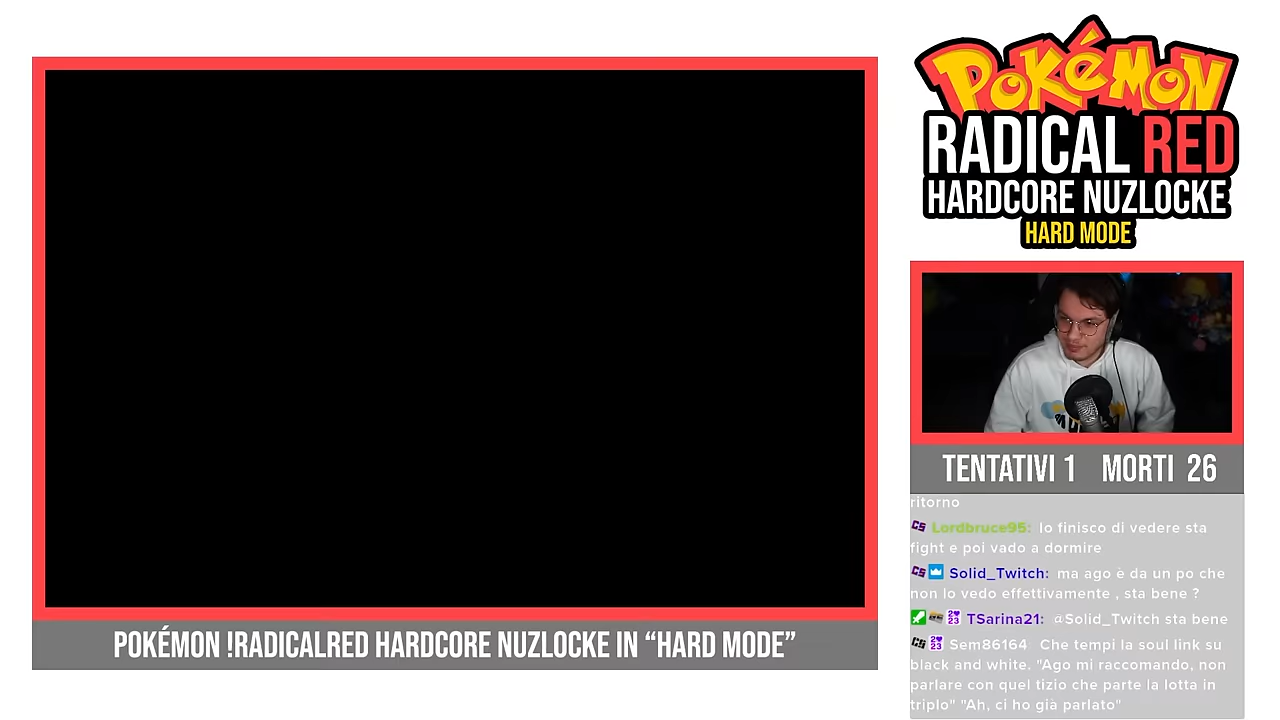 POKÉMON
RADICAL RED
HARDCORE NUZLOCKE
HARD MODE
TENTATIVI 1 MORTI 26
ritorno
Lordbruce95: Io finisco di vedere sta
fight e poi vado a dormire
Solid_Twitch: ma ago è da un po che
non lo vedo effettivamente , sta bene ?
TSarina21: @Solid_Twitch sta bene
Sem86164 Che tempi la soul link su
black and white. "Ago mi raccomando, non
parlare con quel tizio che parte la lotta in
triplo" "Ah, ci ho già parlato"
POKÉMON !RADICALRED HARDCORE NUZLOCKE IN “HARD MODE”